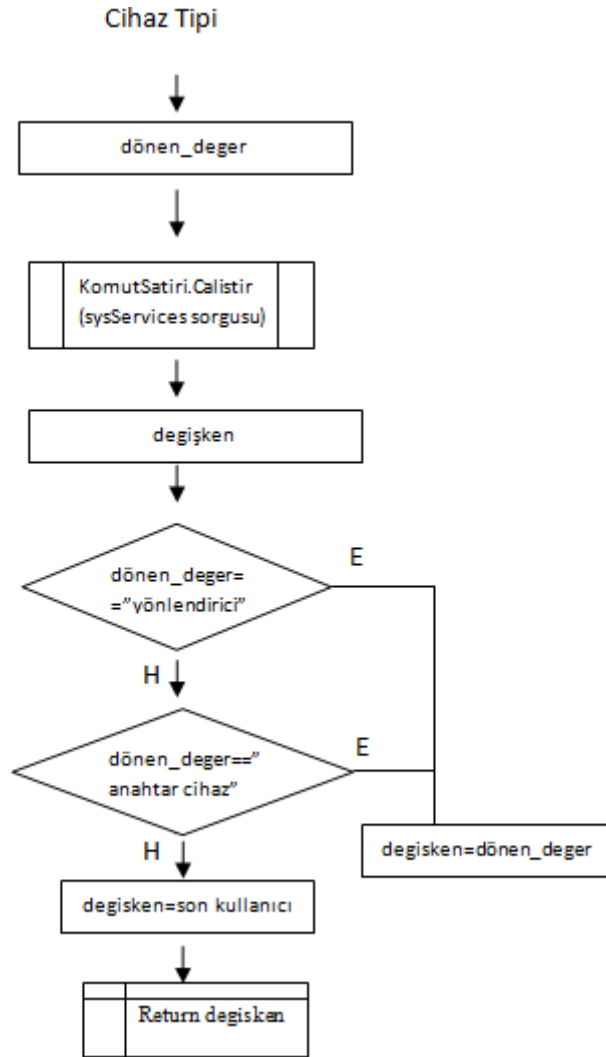 Cihaz Tipi
dönen_deger
KomutSatiri.Calistir
(sysServices sorgusu)
degişken
dönen_deger=
=”yönlendirici”
E
H
dönen_deger==”
anahtar cihaz”
E
H
degisken=dönen_deger
degisken=son kullanıcı
Return degisken